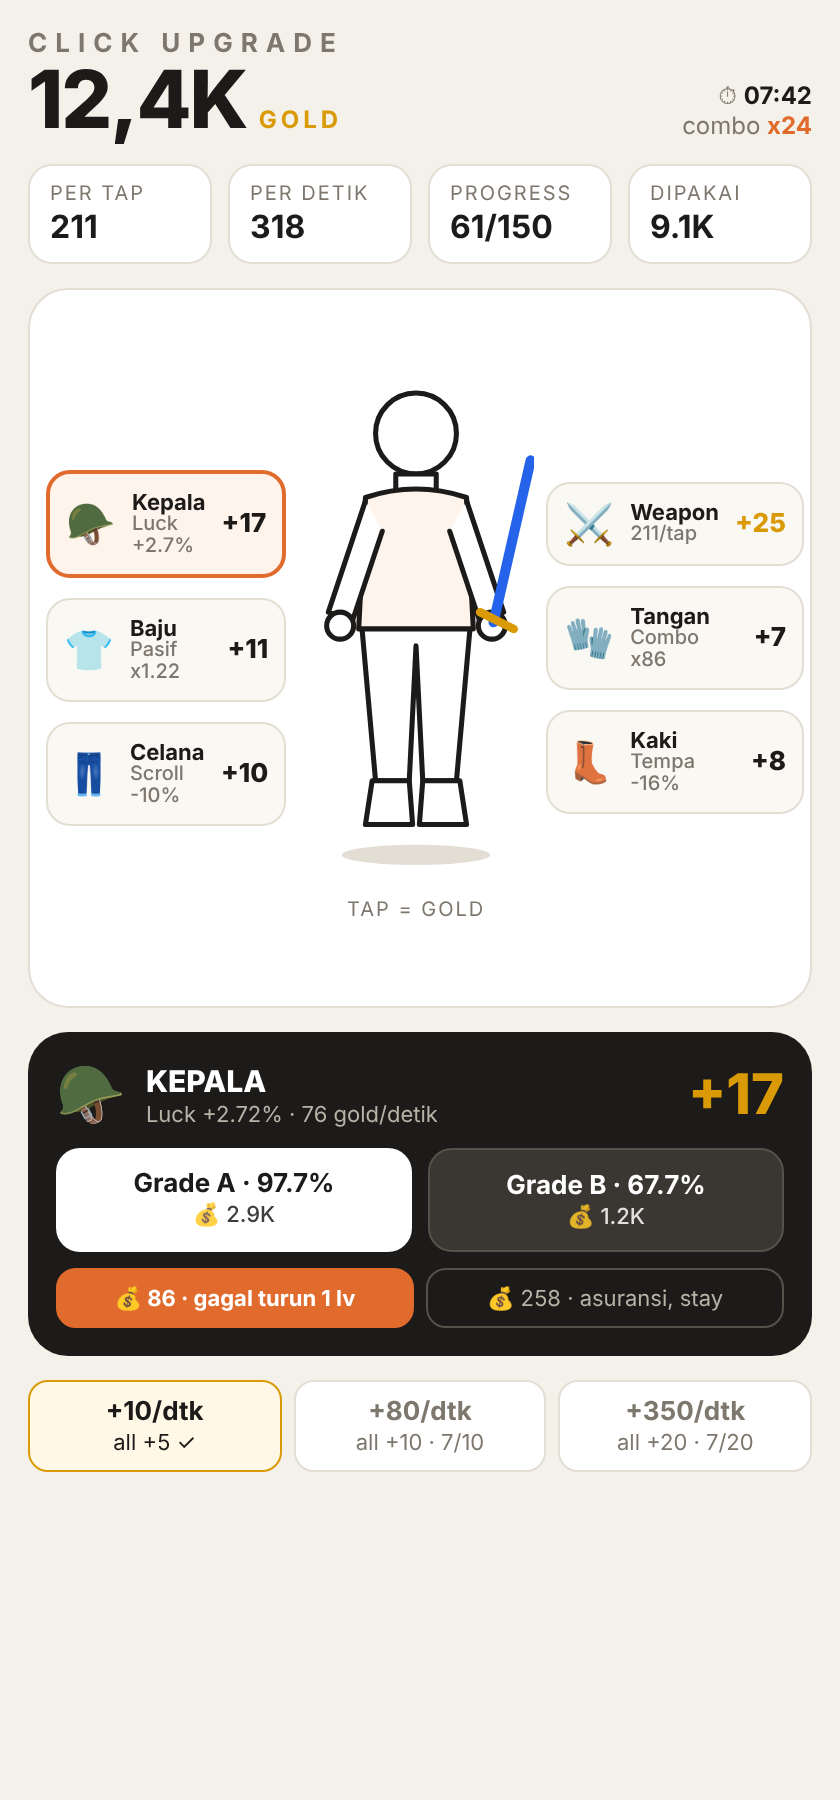 CLICK UPGRADE
12,4K GOLD
⏱ 07:42
combo x24
PER TAP
211
PER DETIK
318
PROGRESS
61/150
DIPAKAI
9.1K
Kepala
Luck
+2.7%
+17
Baju
Pasif
x1.22
+11
Celana
Scroll
-10%
+10
Weapon
211/tap
+25
Tangan
Combo
x86
+7
Kaki
Tempa
-16%
+8
TAP = GOLD
KEPALA
Luck +2.72% · 76 gold/detik
+17
Grade A · 97.7%
💰 2.9K
Grade B · 67.7%
💰 1.2K
💰 86 · gagal turun 1 lv
💰 258 · asuransi, stay
+10/dtk
all +5 ✓
+80/dtk
all +10 · 7/10
+350/dtk
all +20 · 7/20